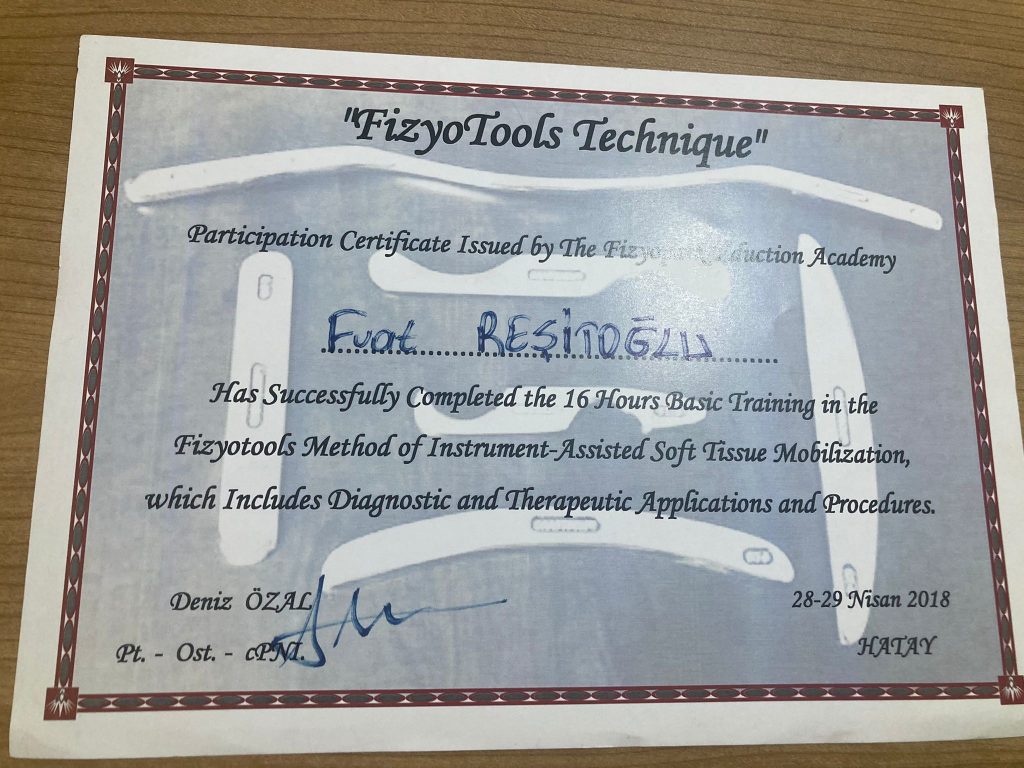 "FizyoTools Technique"
Participation Certificate Issued by The Academy
Fuat REŞİTOĞLU
Has Successfully Completed the 16 Hours Basic Training in the
Fizyotools Method of Instrument-Assisted Soft Tissue Mobilization,
which Includes Diagnostic and Therapeutic Applications and Procedures.
Deniz ÖZAL
Pt. - Ost. - cPNI.
28-29 Nisan 2018
HATAY